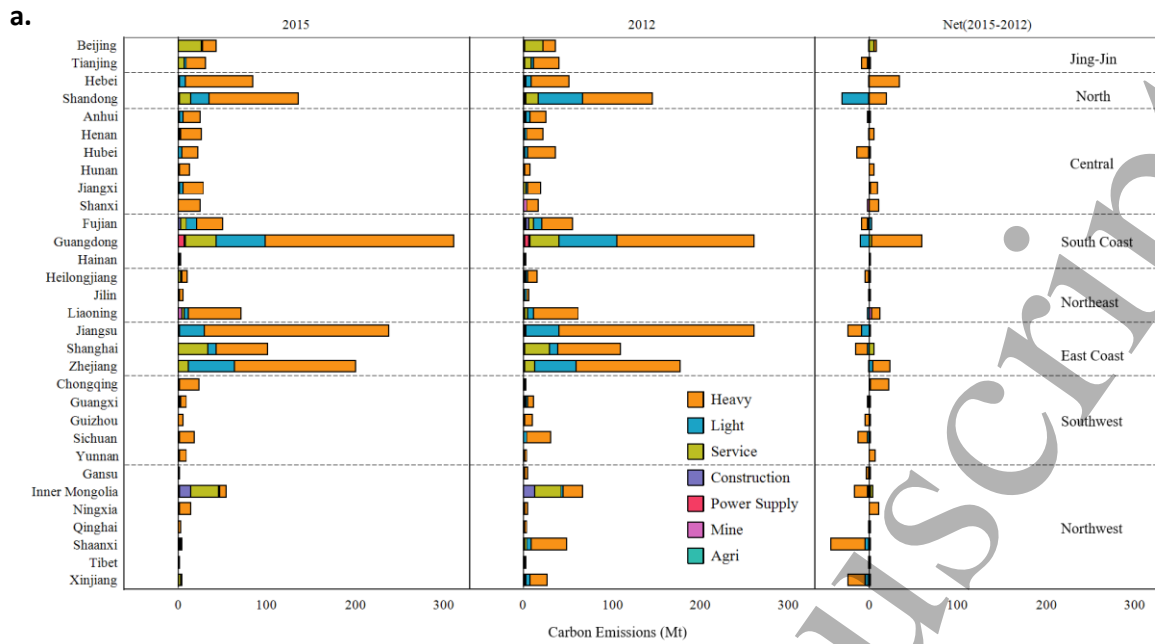 a.
2015 2012 Net(2015-2012)
Beijing
Tianjing
Jing-Jin
Hebei
Shandong
North
Anhui
Henan
Hubei
Hunan
Jiangxi
Shanxi
Central
Fujian
Guangdong
Hainan
South Coast
Heilongjiang
Jilin
Liaoning
Northeast
Jiangsu
Shanghai
Zhejiang
East Coast
Chongqing
Guangxi
Guizhou
Sichuan
Yunnan
Southwest
Gansu
Inner Mongolia
Ningxia
Qinghai
Shaanxi
Tibet
Xinjiang
Northwest
Heavy
Light
Service
Construction
Power Supply
Mine
Agri
0 100 200 300 0 100 200 300 0 100 200 300
Carbon Emissions (Mt)
uscrip